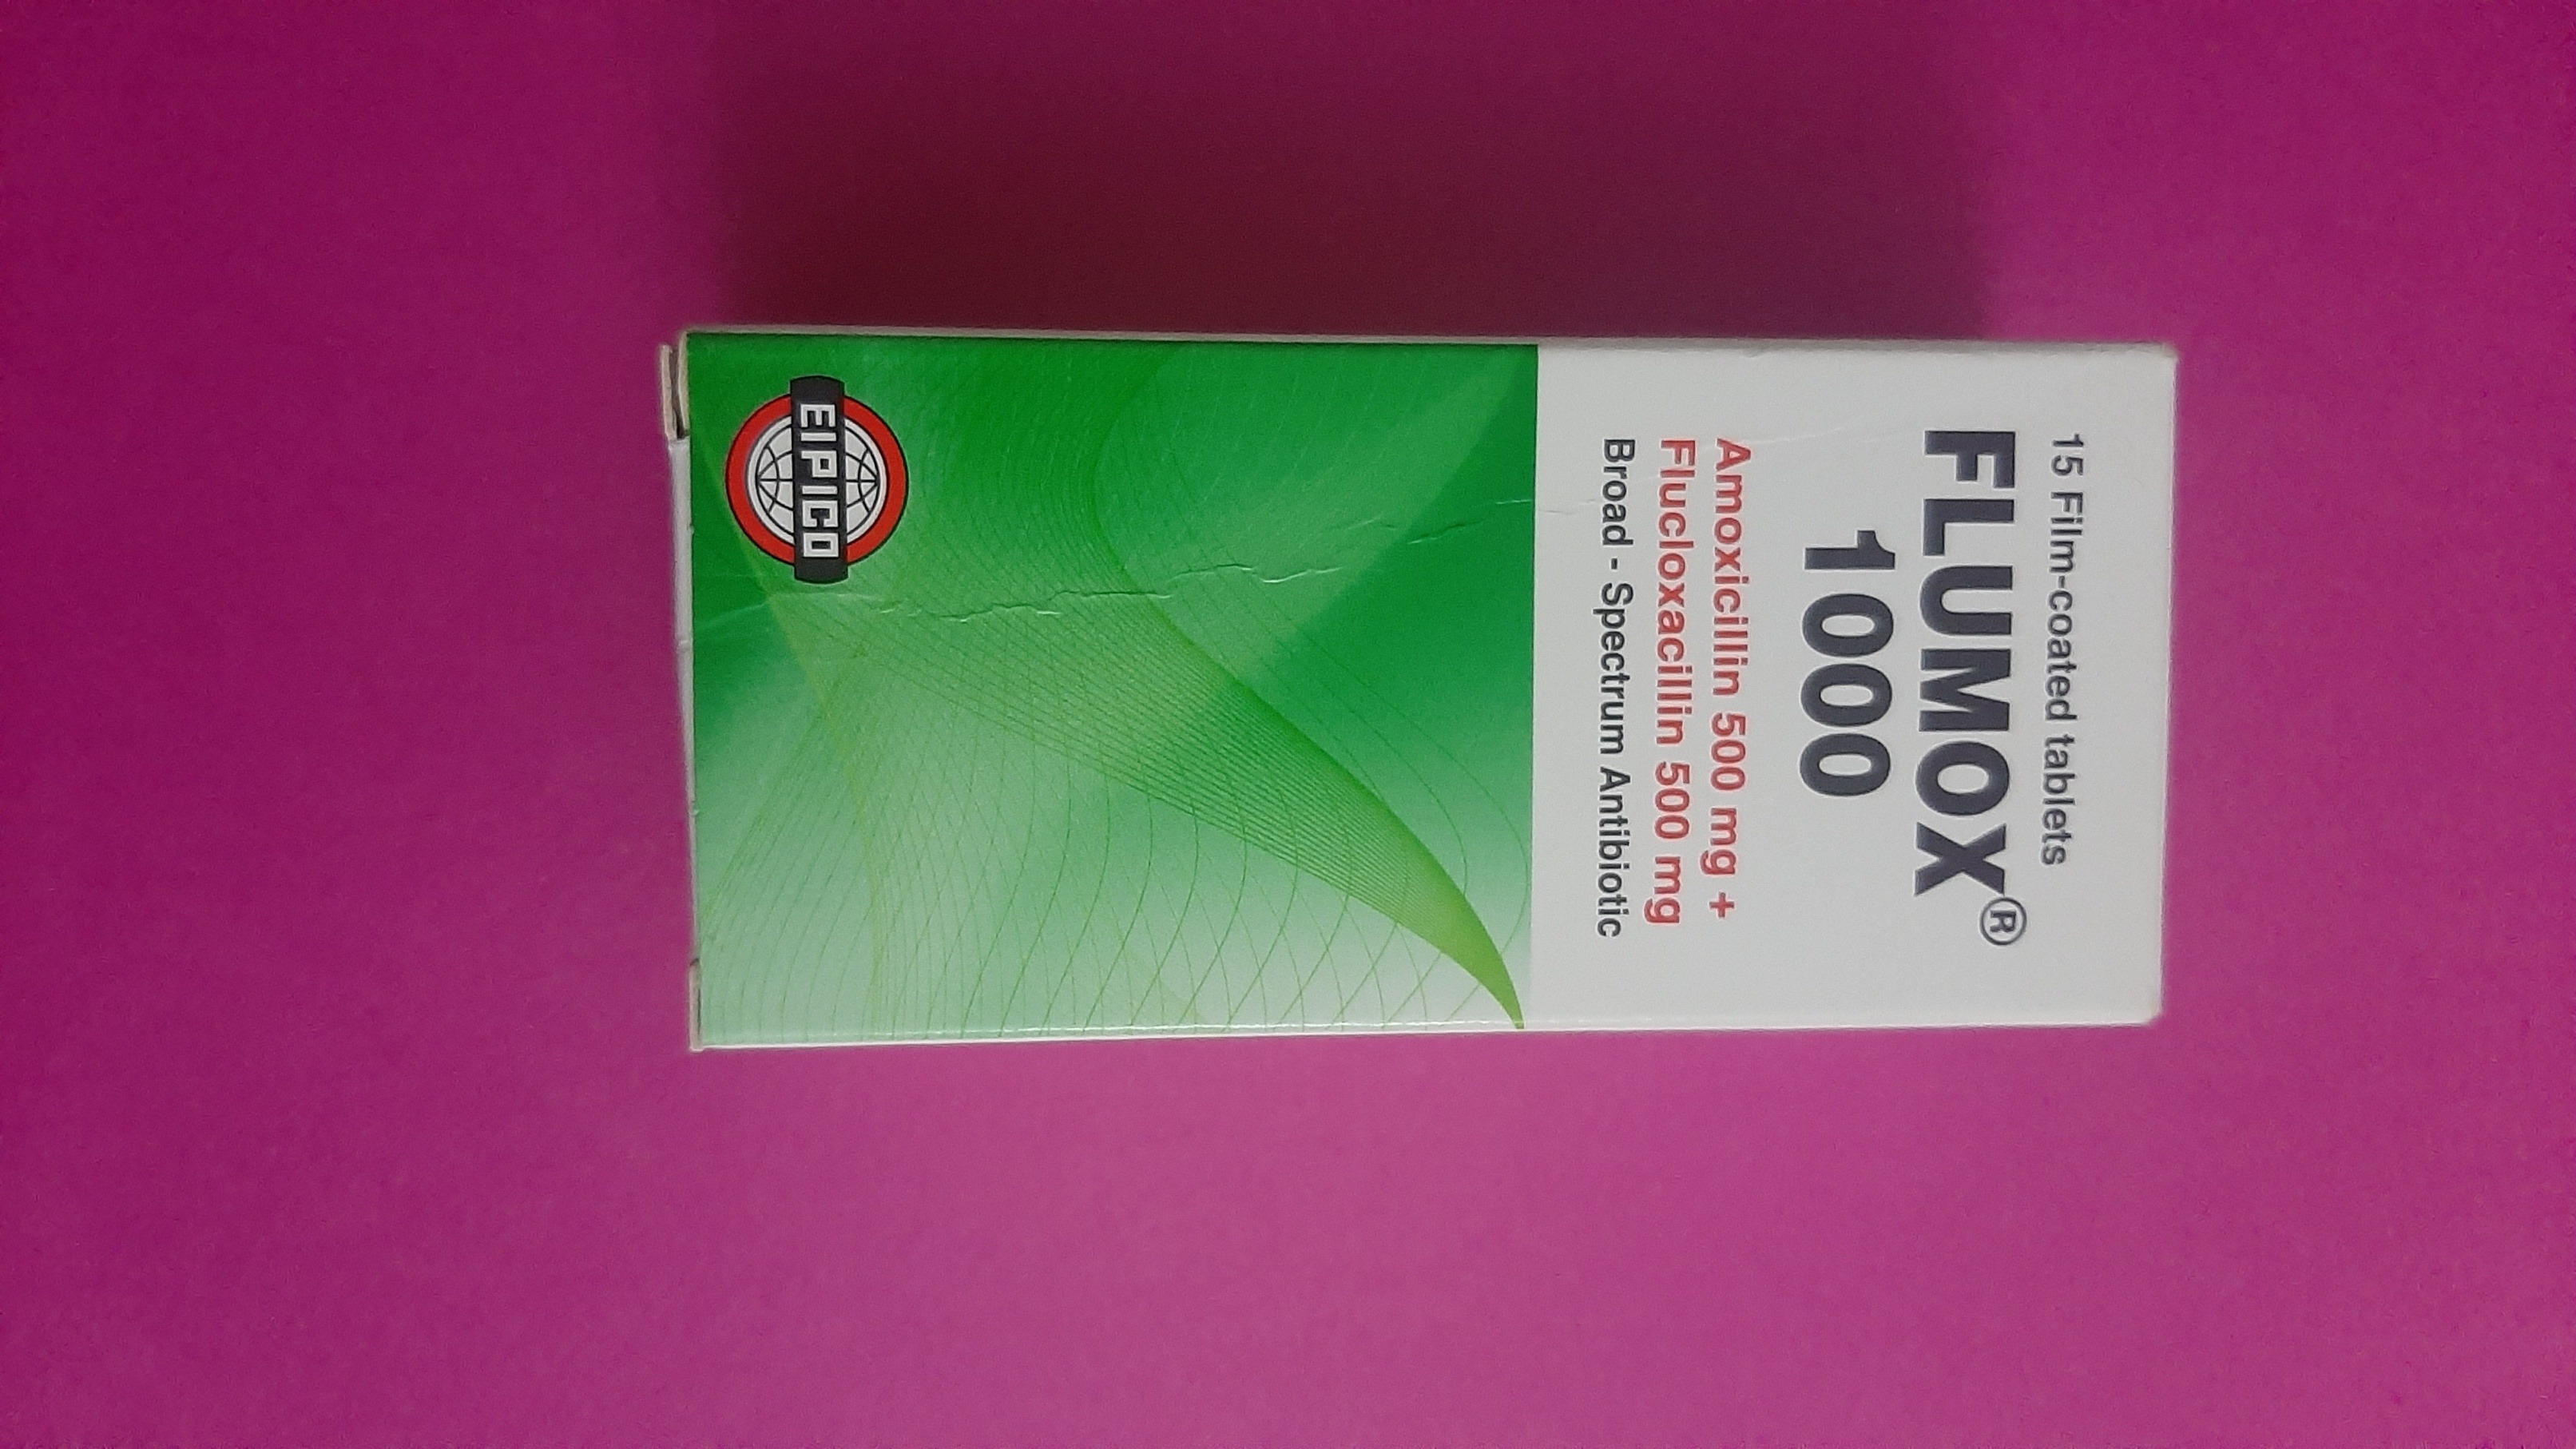 15 Film-coated tablets
FLUMOX®
1000
Amoxicillin 500 mg +
Flucloxacillin 500 mg
Broad - Spectrum Antibiotic
EIPICO